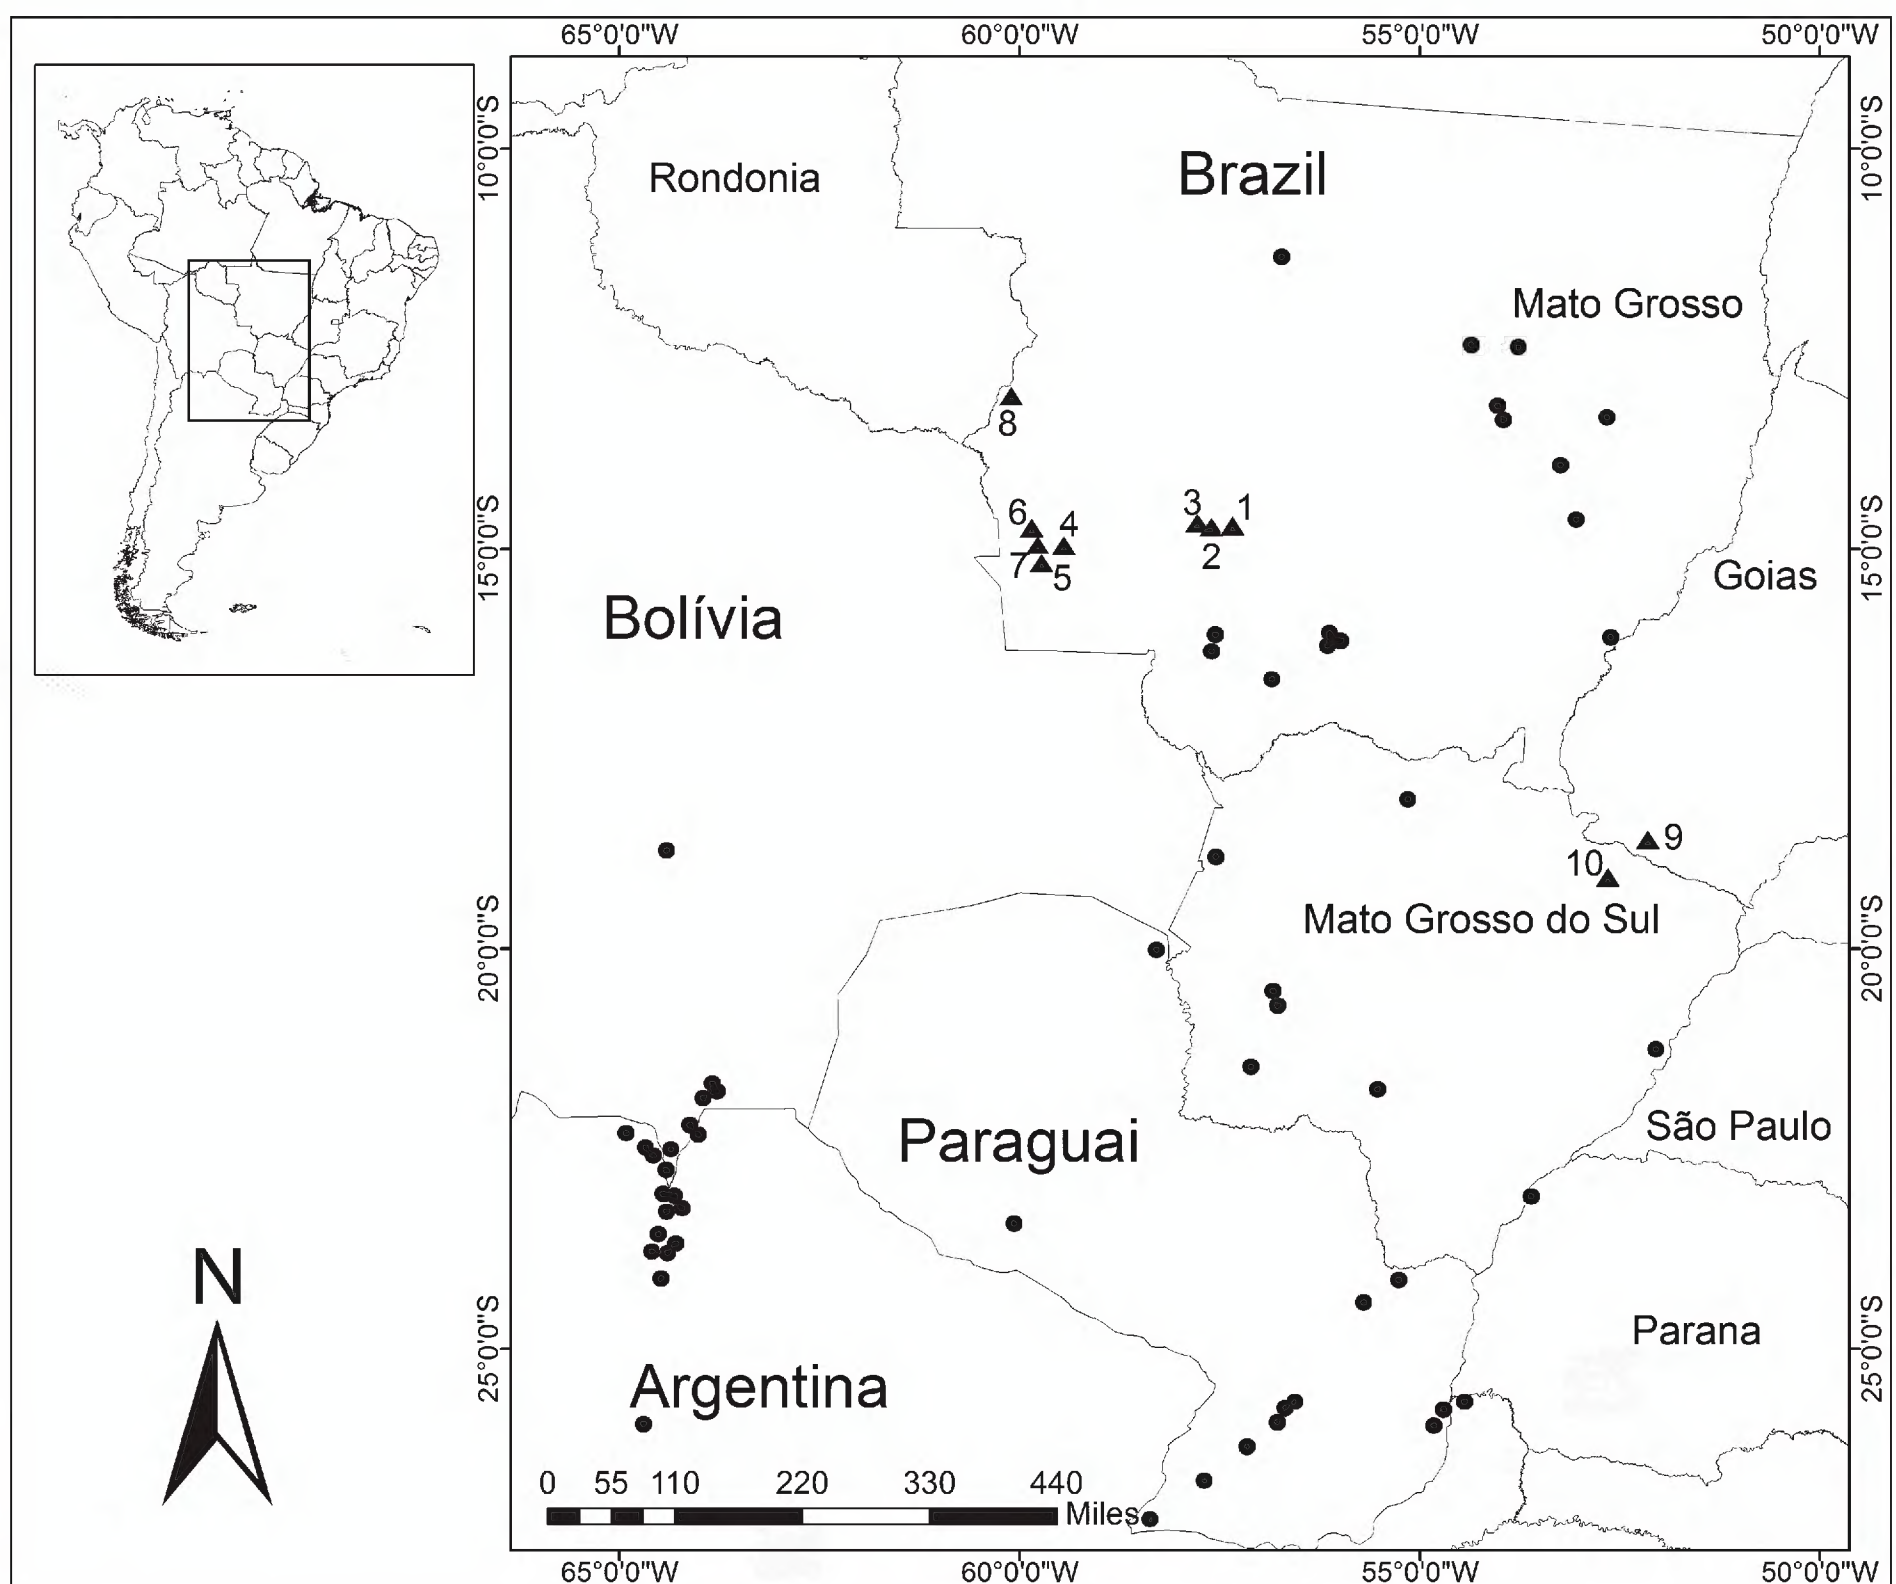 65°0'0"W 60°0'0"W 55°0'0"W 50°0'0"W
10°0'0"S
10°0'0"S
Rondonia
Brazil
Mato Grosso
8
3 1
6 4
2
7 5
15°0'0"S
15°0'0"S
Goias
Bolívia
9
10
Mato Grosso do Sul
20°0'0"S
20°0'0"S
São Paulo
Paraguai
N
25°0'0"S
25°0'0"S
Parana
Argentina
0 55 110 220 330 440
Miles
65°0'0"W 60°0'0"W 55°0'0"W 50°0'0"W